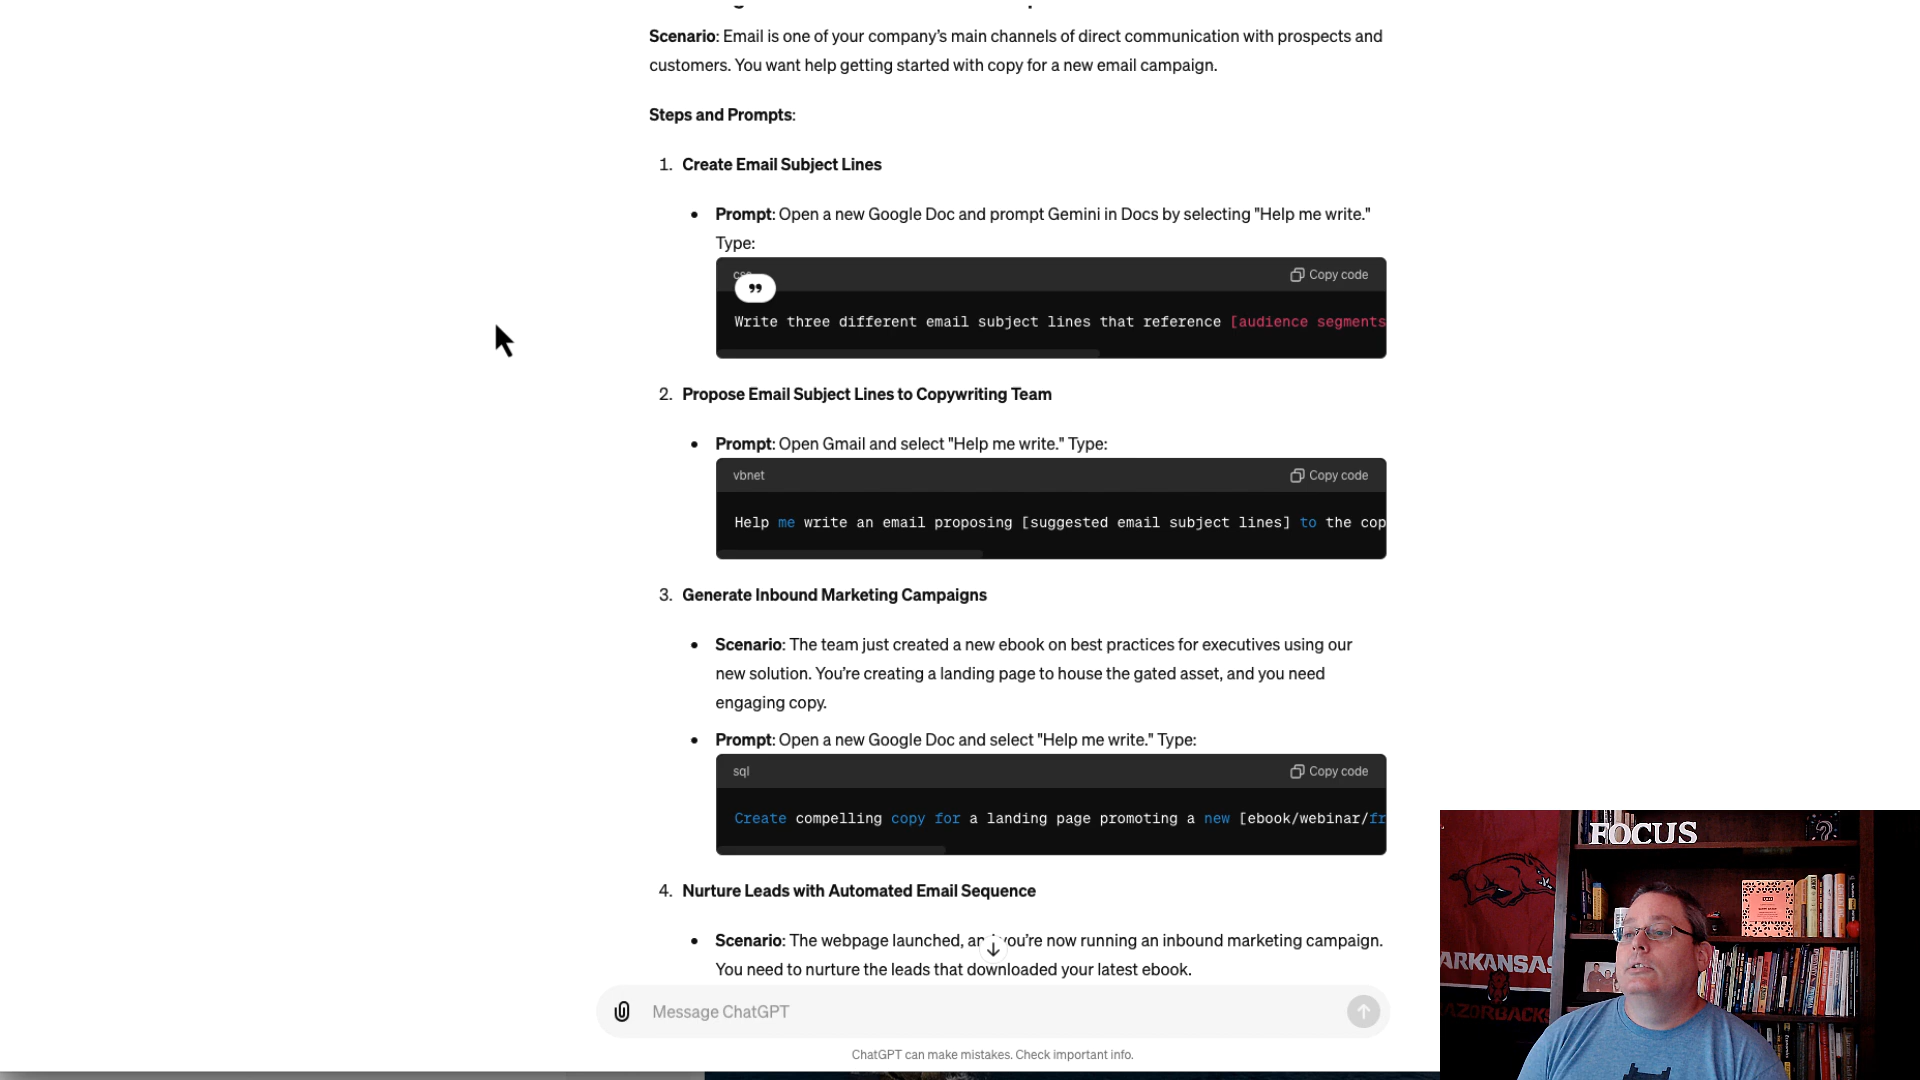 Scenario: Email is one of your company's main channels of direct communication with prospects and
customers. You want help getting started with copy for a new email campaign.
Steps and Prompts:
1. Create Email Subject Lines
• Prompt: Open a new Google Doc and prompt Gemini in Docs by selecting "Help me write."
Type:
Copy code
Write three different email subject lines that reference [audience segments
2. Propose Email Subject Lines to Copywriting Team
• Prompt: Open Gmail and select "Help me write." Type:
vbnet Copy code
Help me write an email proposing [suggested email subject lines] to the cop
3. Generate Inbound Marketing Campaigns
• Scenario: The team just created a new ebook on best practices for executives using our
new solution. You're creating a landing page to house the gated asset, and you need
engaging copy.
• Prompt: Open a new Google Doc and select "Help me write." Type:
sql Copy code
Create compelling copy for a landing page promoting a new [ebook/webinar/fr
4. Nurture Leads with Automated Email Sequence
• Scenario: The webpage launched, and you're now running an inbound marketing campaign.
You need to nurture the leads that downloaded your latest ebook.
Message ChatGPT
ChatGPT can make mistakes. Check important info.
FOCUS
ARKANSAS
RAZORBACKS